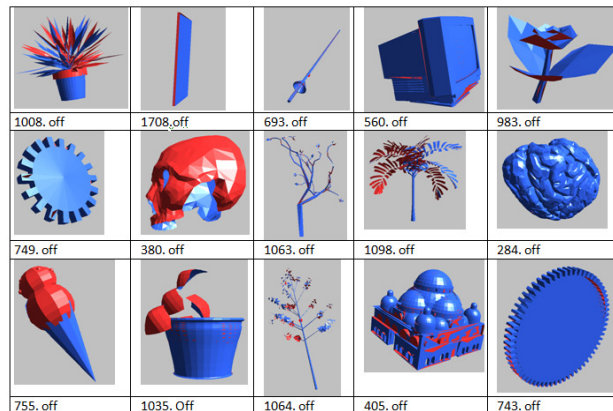 1008. off
1708.off
693. off
560. off
983. off
749. off
380. off
1063. off
1098. off
284. off
755. off
1035. Off
1064. off
405. off
743. off